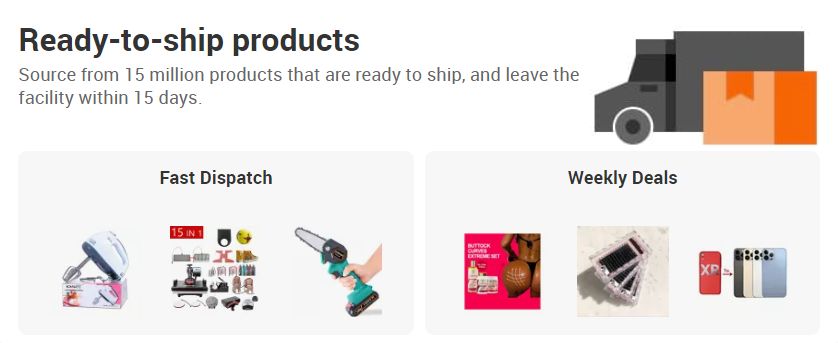 Ready-to-ship products
Source from 15 million products that are ready to ship, and leave the
facility within 15 days.
Fast Dispatch
Weekly Deals
15 IN 1
BUTTOCK
CURVES
EXTREME SET
XR